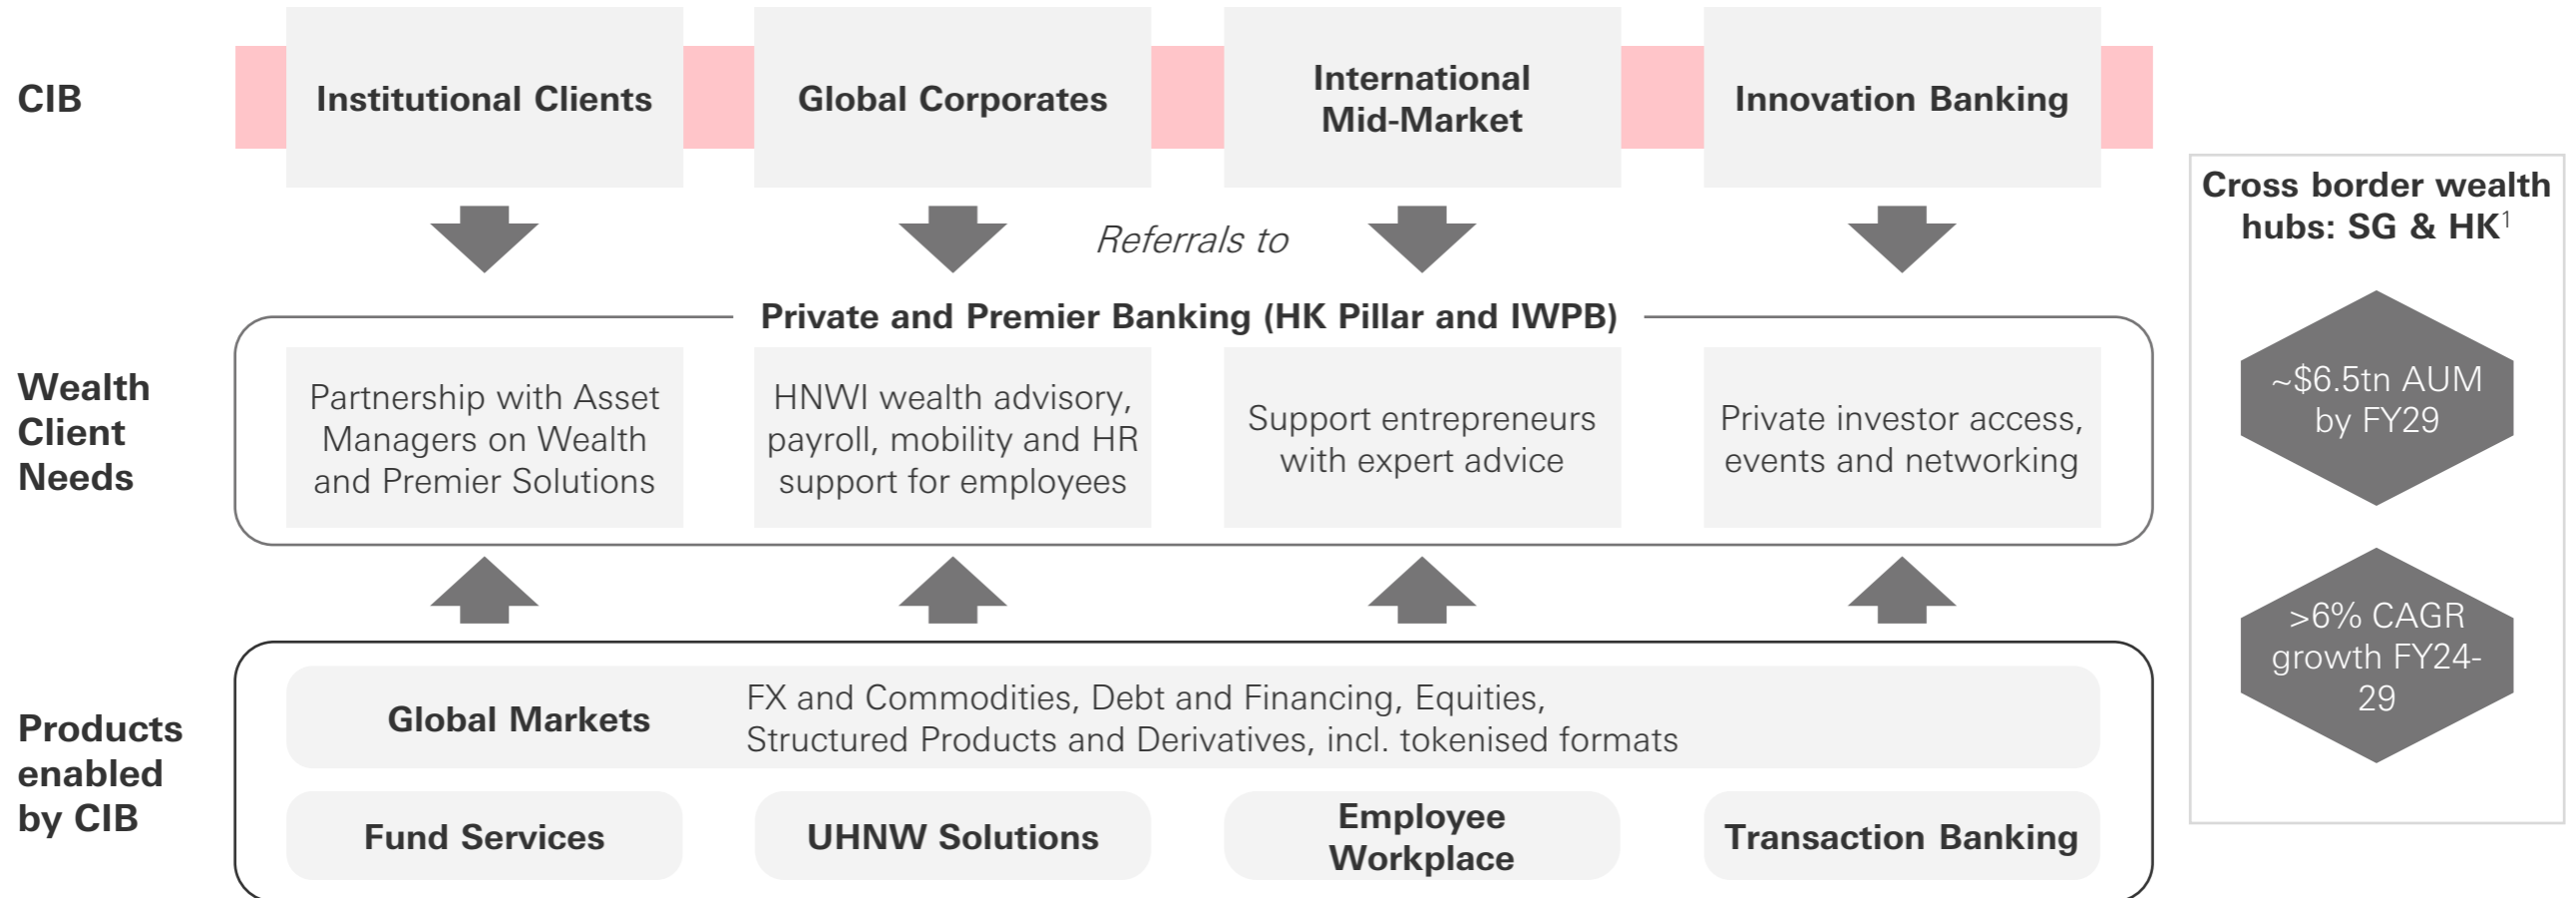 CIB
Institutional Clients
Global Corporates
International
Mid-Market
Innovation Banking
Referrals to
Private and Premier Banking (HK Pillar and IWPB)
Wealth
Client
Needs
Partnership with Asset
Managers on Wealth
and Premier Solutions
HNWI wealth advisory,
payroll, mobility and HR
support for employees
Support entrepreneurs
with expert advice
Private investor access,
events and networking
Products
enabled
by CIB
Global Markets
FX and Commodities, Debt and Financing, Equities,
Structured Products and Derivatives, incl. tokenised formats
Fund Services
UHNW Solutions
Employee
Workplace
Transaction Banking
Cross border wealth
hubs: SG & HK¹
~$6.5tn AUM
by FY29
>6% CAGR
growth FY24-
29